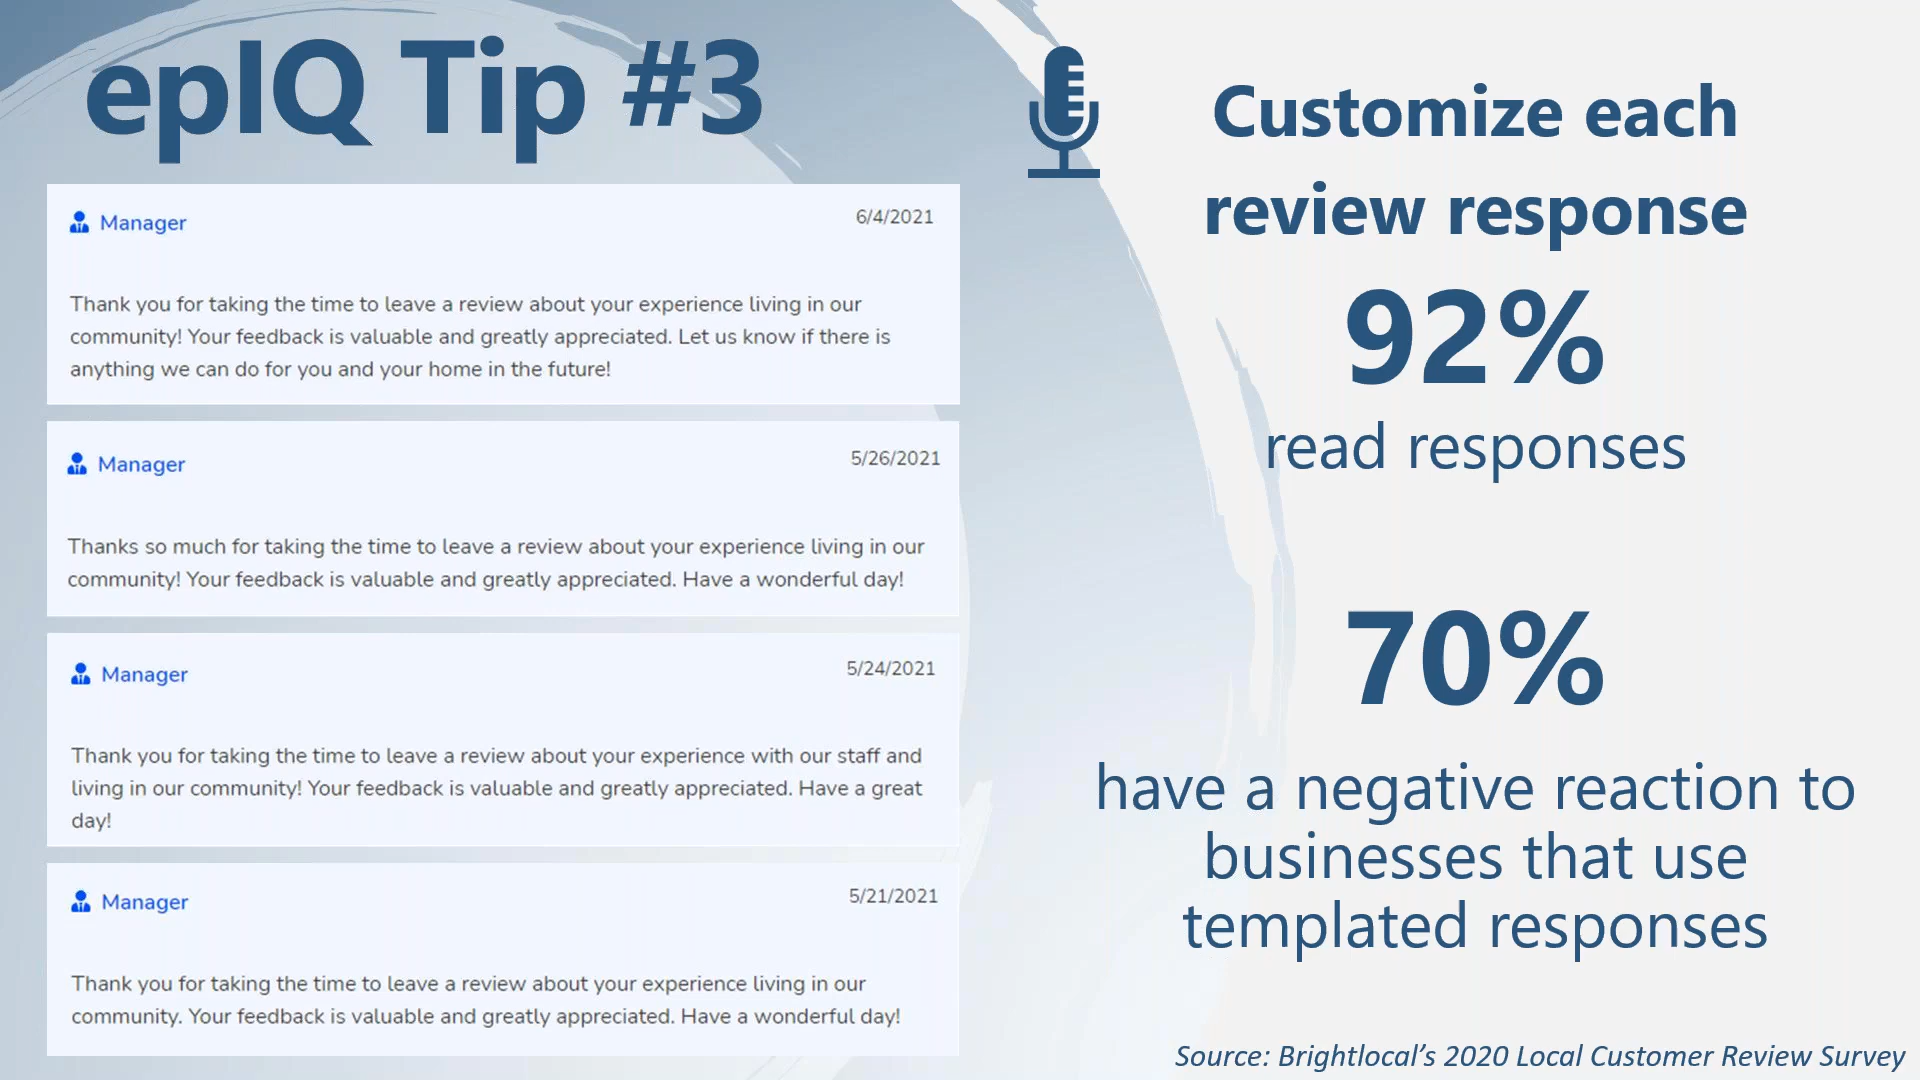 epIQ Tip #3
Manager
6/4/2021
Thank you for taking the time to leave a review about your experience living in our
community! Your feedback is valuable and greatly appreciated. Let us know if there is
anything we can do for you and your home in the future!
Manager
5/26/2021
Thanks so much for taking the time to leave a review about your experience living in our
community! Your feedback is valuable and greatly appreciated. Have a wonderful day!
Manager
5/24/2021
Thank you for taking the time to leave a review about your experience with our staff and
living in our community! Your feedback is valuable and greatly appreciated. Have a great
day!
Manager
5/21/2021
Thank you for taking the time to leave a review about your experience living in our
community. Your feedback is valuable and greatly appreciated. Have a wonderful day!
Customize each
review response
92%
read responses
70%
have a negative reaction to
businesses that use
templated responses
Source: Brightlocal’s 2020 Local Customer Review Survey